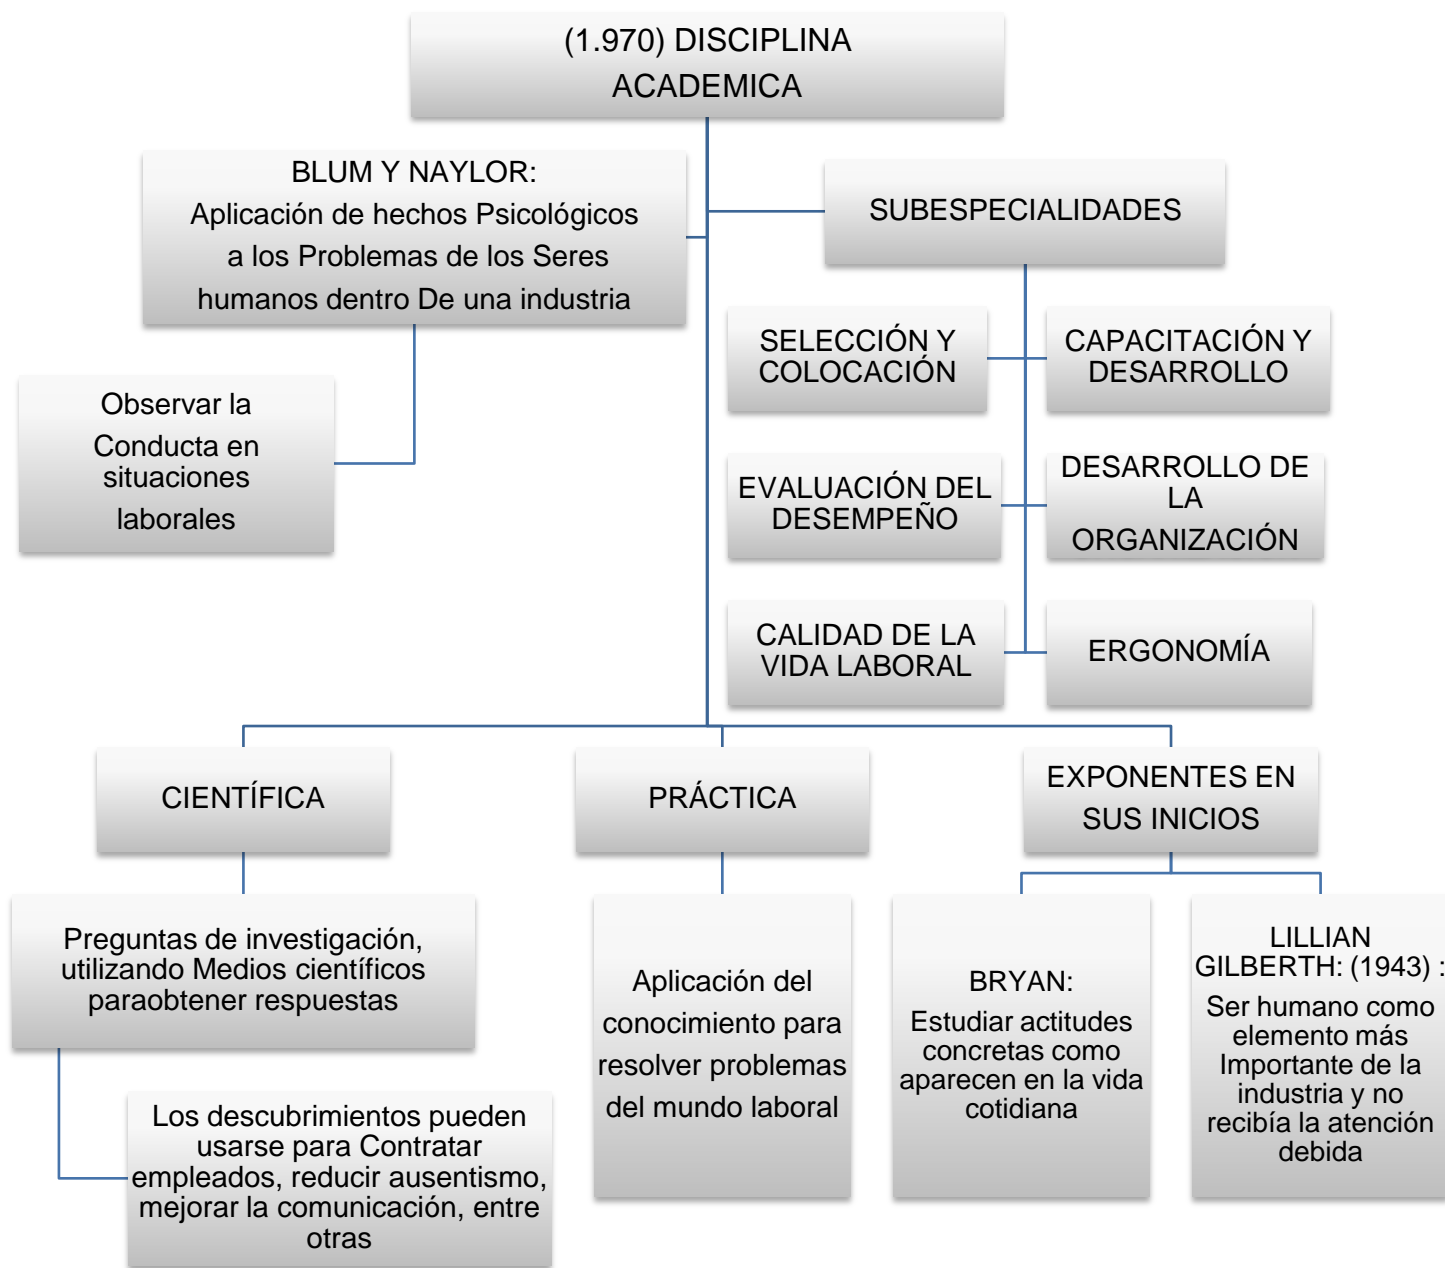 (1.970) DISCIPLINA
ACADEMICA
BLUM Y NAYLOR:
Aplicación de hechos Psicológicos
a los Problemas de los Seres
humanos dentro De una industria
Observar la
Conducta en
situaciones
laborales
SUBESPECIALIDADES
SELECCIÓN Y
COLOCACIÓN
CAPACITACIÓN Y
DESARROLLO
EVALUACIÓN DEL
DESEMPEÑO
DESARROLLO DE
LA
ORGANIZACIÓN
CALIDAD DE LA
VIDA LABORAL
ERGONOMÍA
CIENTÍFICA
Preguntas de investigación,
utilizando Medios científicos
paraobtener respuestas
Los descubrimientos pueden
usarse para Contratar
empleados, reducir ausentismo,
mejorar la comunicación, entre
otras
PRÁCTICA
Aplicación del
conocimiento para
resolver problemas
del mundo laboral
EXPONENTES EN
SUS INICIOS
BRYAN:
Estudiar actitudes
concretas como
aparecen en la vida
cotidiana
LILLIAN
GILBERTH: (1943) :
Ser humano como
elemento más
Importante de la
industria y no
recibía la atención
debida